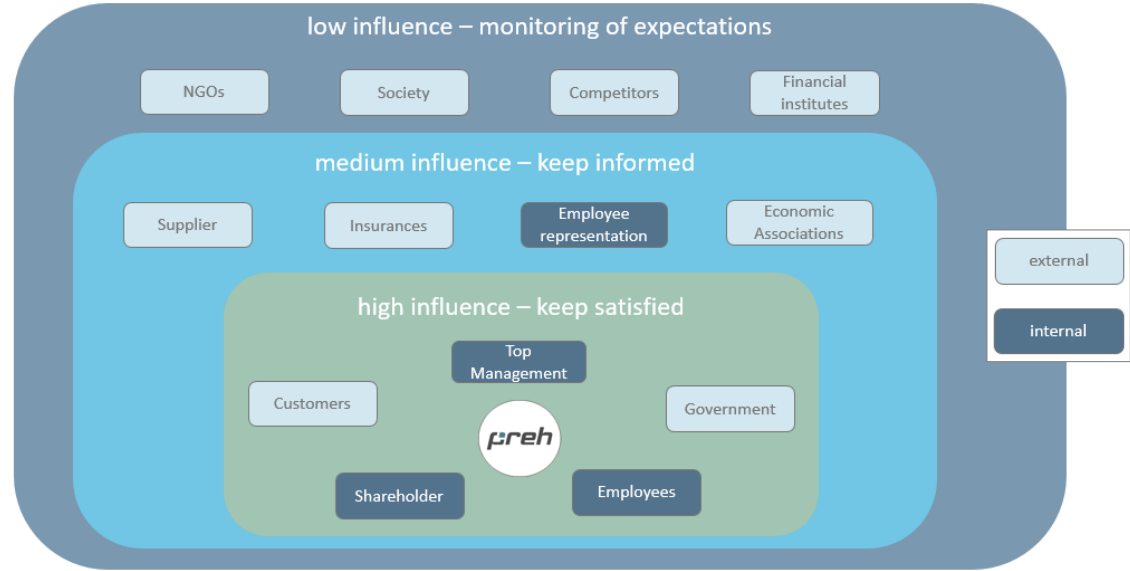 low influence – monitoring of expectations
NGOs
Society
Competitors
Financial
institutes
medium influence – keep informed
Supplier
Insurances
Employee
representation
Economic
Associations
high influence – keep satisfied
Top
Management
Customers
Government
preh
Shareholder
Employees
external
internal